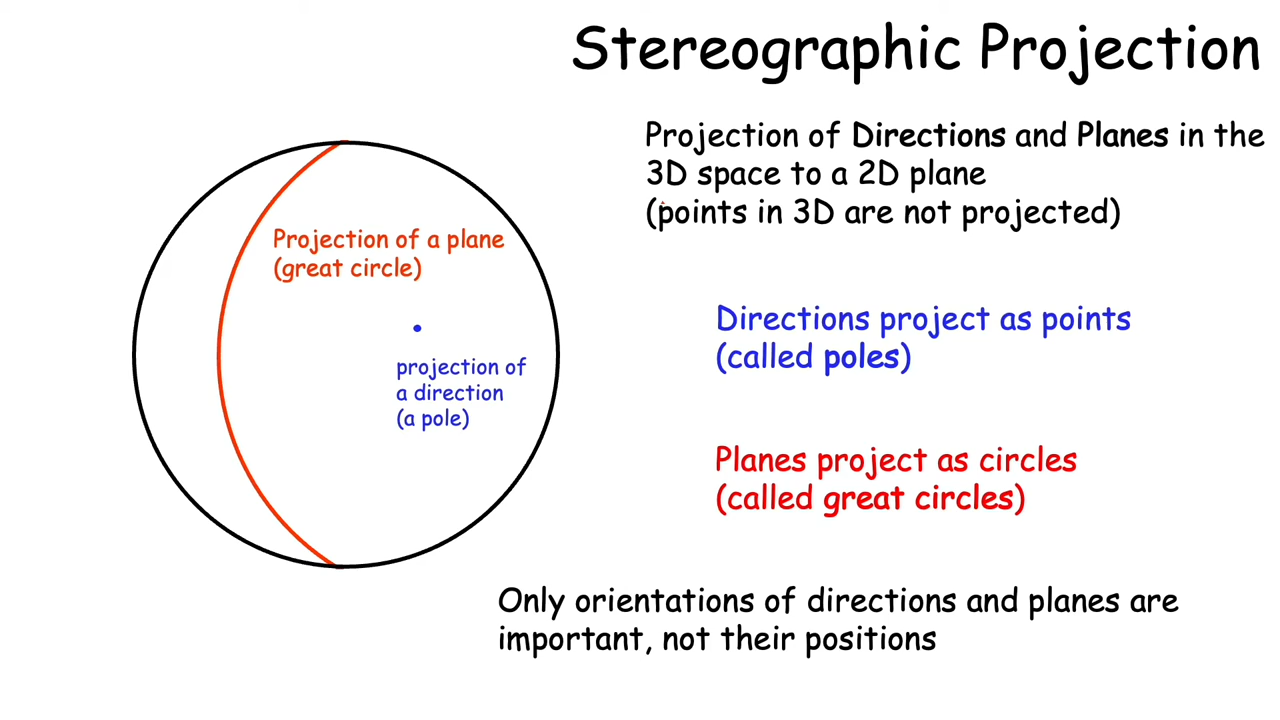 Stereographic Projection
Projection of Directions and Planes in the
3D space to a 2D plane
(points in 3D are not projected)
Projection of a plane
(great circle)
projection of
a direction
(a pole)
Directions project as points
(called poles)
Planes project as circles
(called great circles)
Only orientations of directions and planes are
important, not their positions